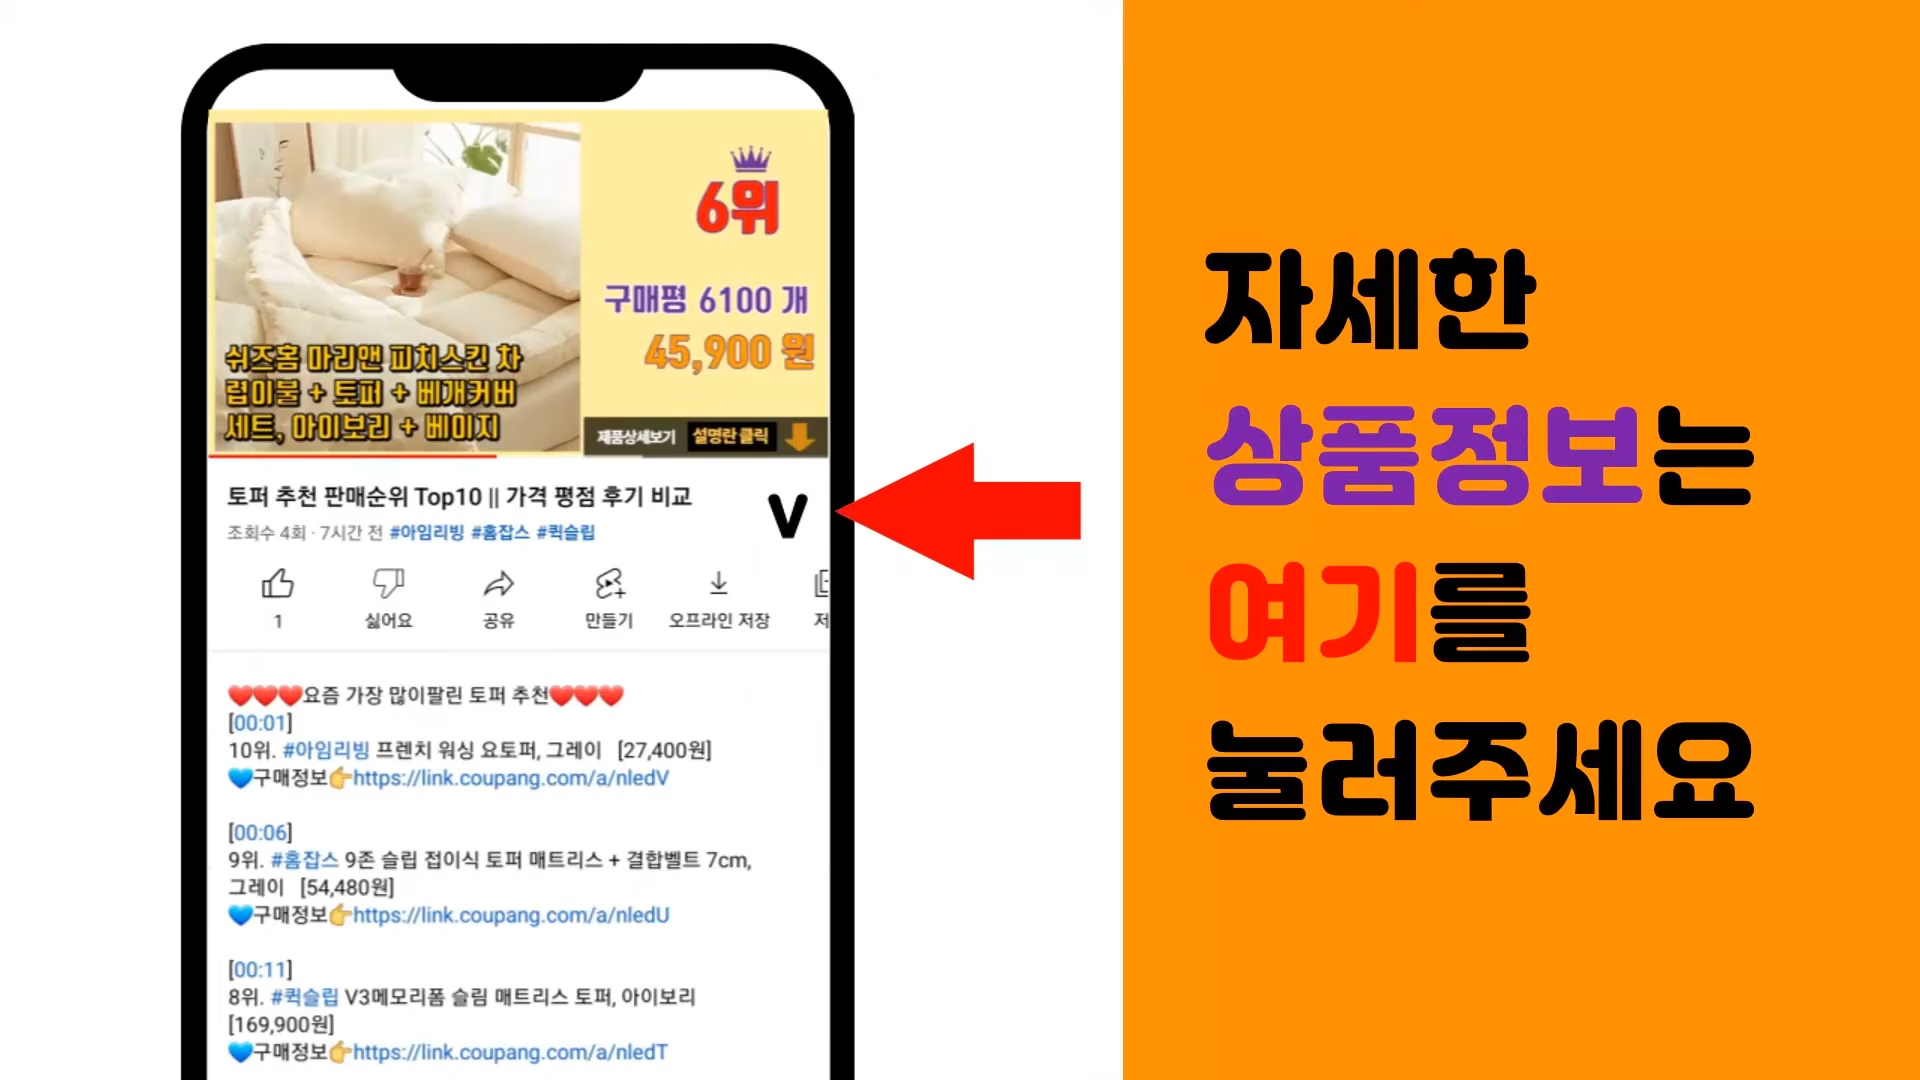 6위
구매평 6100 개
45,900 원
쉬즈홈 마리앤 피치스킨 차
렵이불 + 토퍼 + 베개커버
세트, 아이보리 + 베이지
제품상세보기 설명란 클릭
토퍼 추천 판매순위 Top10 || 가격 평점 후기 비교
V
조회수 4회 · 7시간 전 #아임리빙 #홈잡스 #퀵슬립
1 싫어요 공유 만들기 오프라인 저장 저
❤️❤️❤️요즘 가장 많이팔린 토퍼 추천❤️❤️❤️
[00:01]
10위. #아임리빙 프렌치 워싱 요토퍼, 그레이 [27,400원]
💙구매정보👉https://link.coupang.com/a/nledV
[00:06]
9위. #홈잡스 9존 슬립 접이식 토퍼 매트리스 + 결합벨트 7cm,
그레이 [54,480원]
💙구매정보👉https://link.coupang.com/a/nledU
[00:11]
8위. #퀵슬립 V3메모리폼 슬림 매트리스 토퍼, 아이보리
[169,900원]
💙구매정보👉https://link.coupang.com/a/nledT
자세한
상품정보는
여기를
눌러주세요